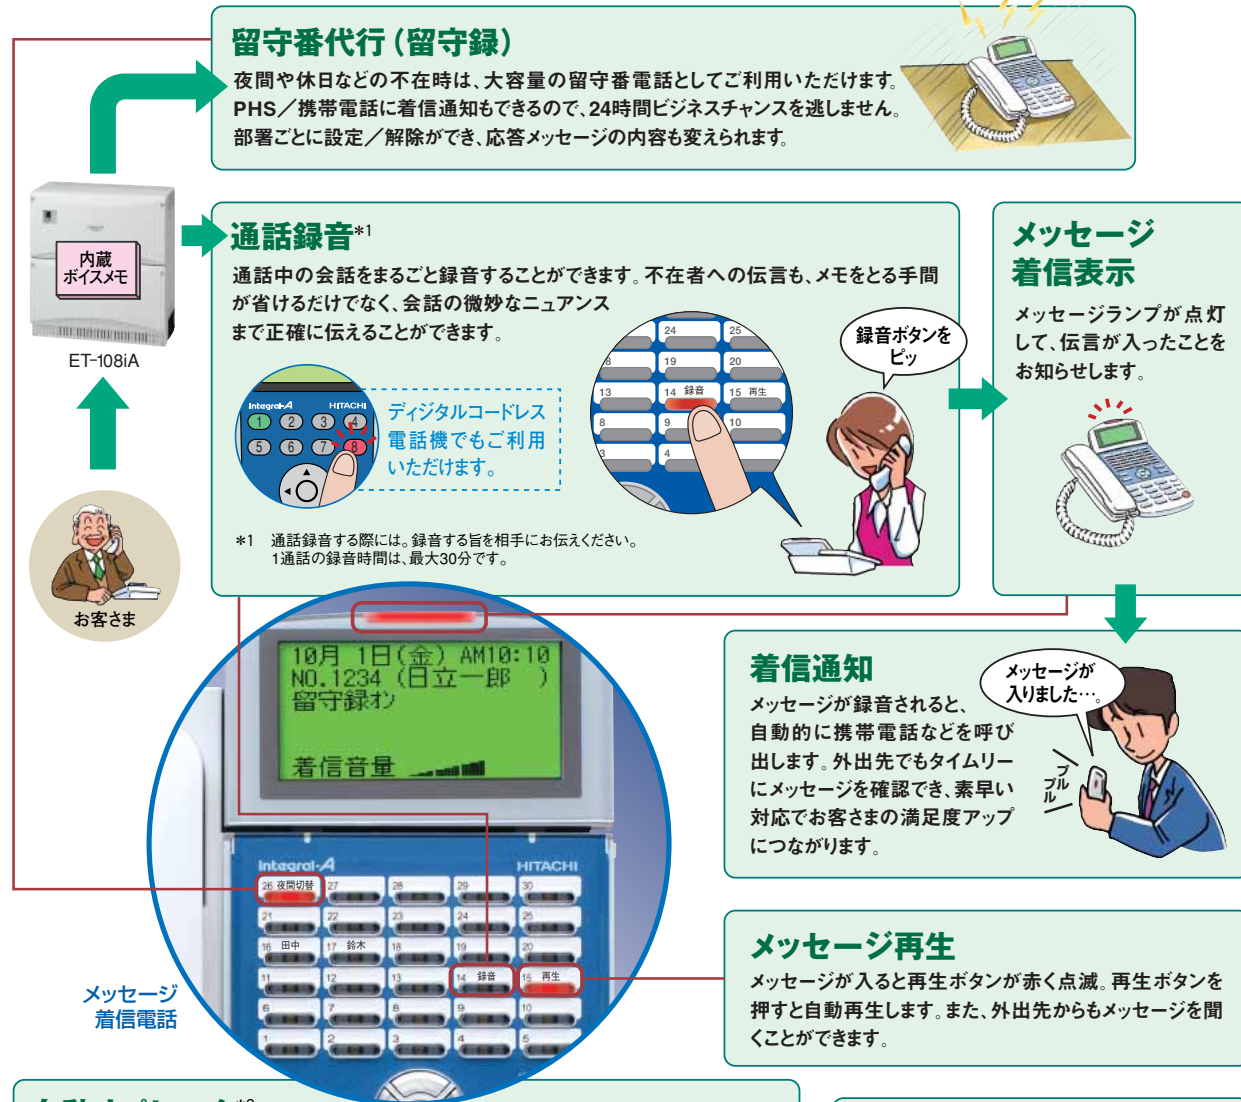 留守番代行（留守録）
夜間や休日などの不在時は、大容量の留守番電話としてご利用いただけます。
PHS／携帯電話に着信通知もできるので、24時間ビジネスチャンスを逃しません。
部署ごとに設定／解除ができ、応答メッセージの内容も変えられます。
内蔵
ボイスメモ
ET-108iA
お客さま
通話録音*1
通話中の会話をまるごと録音することができます。不在者への伝言も、メモをとる手間
が省けるだけでなく、会話の微妙なニュアンス
まで正確に伝えることができます。
Integral-A HITACHI
1 2 3 4
5 6 7 8
ディジタルコードレス
電話機でもご利用
いただけます。
24 25
8 19 20
13 14 録音 15 再生
8 9 10
3 4
録音ボタンを
ピッ
*1 通話録音する際には。録音する旨を相手にお伝えください。
1通話の録音時間は、最大30分です。
メッセージ
着信表示
メッセージランプが点灯
して、伝言が入ったことを
お知らせします。
着信通知
メッセージが録音されると、
自動的に携帯電話などを呼び
出します。外出先でもタイムリー
にメッセージを確認でき、素早い
対応でお客さまの満足度アップ
につながります。
メッセージが
入りました…。
プル
プル
10月 1日(金) AM10:10
NO.1234 (日立一郎 )
留守録オン
着信音量
Integral-A HITACHI
26 夜間切替 27 28 29 30
21 22 23 24 25
16 田中 17 鈴木 18 19 20
11 12 13 14 録音 15 再生
6 7 8 9 10
1 2 3 4 5
メッセージ
着信電話
メッセージ再生
メッセージが入ると再生ボタンが赤く点滅。再生ボタンを
押すと自動再生します。また、外出先からもメッセージを聞
くことができます。